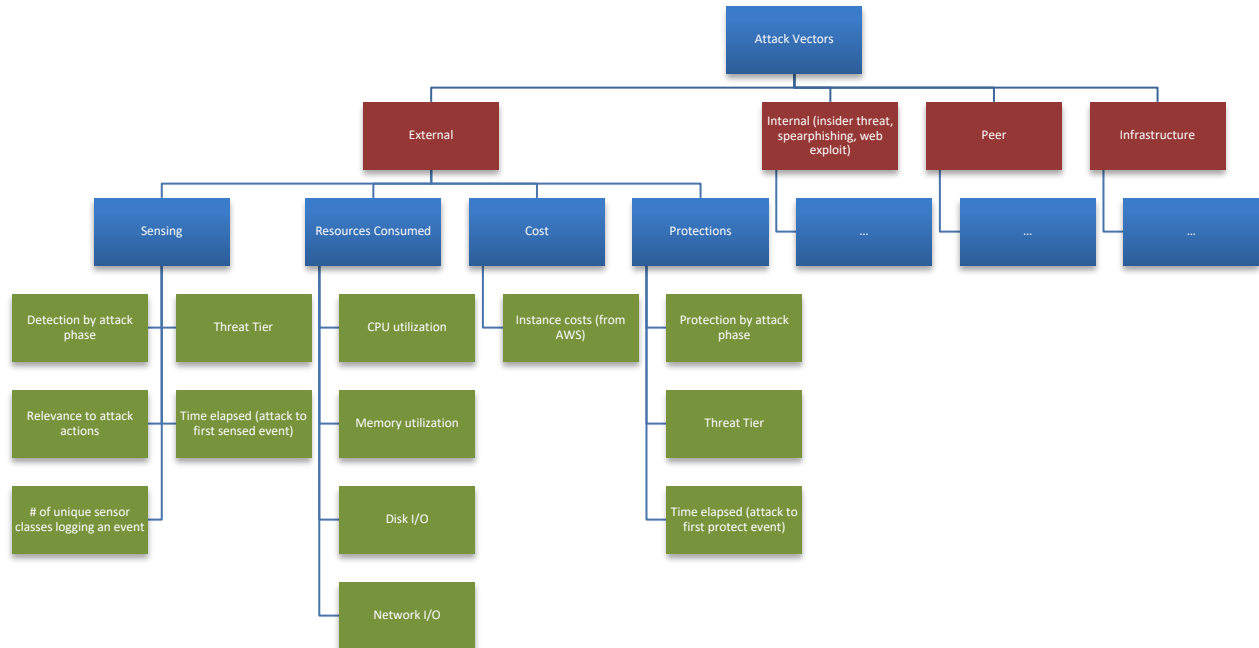 Attack Vectors
External
Internal (insider threat,
spearphishing, web
exploit)
Peer
Infrastructure
Sensing
Resources Consumed
Cost
Protections
...
...
...
Detection by attack
phase
Threat Tier
CPU utilization
Instance costs (from
AWS)
Protection by attack
phase
Relevance to attack
actions
Time elapsed (attack to
first sensed event)
Memory utilization
Threat Tier
# of unique sensor
classes logging an event
Disk I/O
Time elapsed (attack to
first protect event)
Network I/O